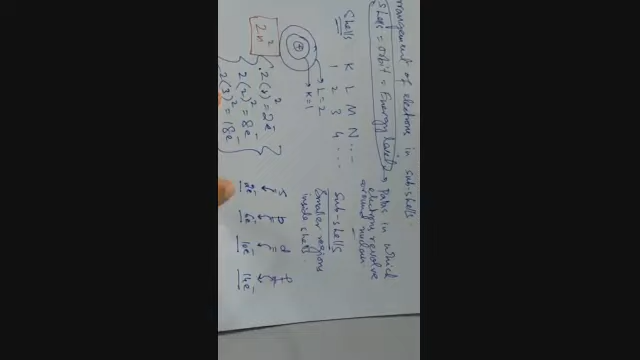 arrangement of electrons in sub-shells.
Shell = orbit = Energy level → Paths in which
electrons revolve
around nucleus
Shells K L M N ...
1 2 3 4 ...
L=2
K=1
2n²
2(1)² = 2e⁻
2(2)² = 8e⁻
2(3)² = 18e⁻
Sub-shells
Smaller regions
inside shell.
s p d f
2e⁻ 6e⁻ 10e⁻ 14e⁻